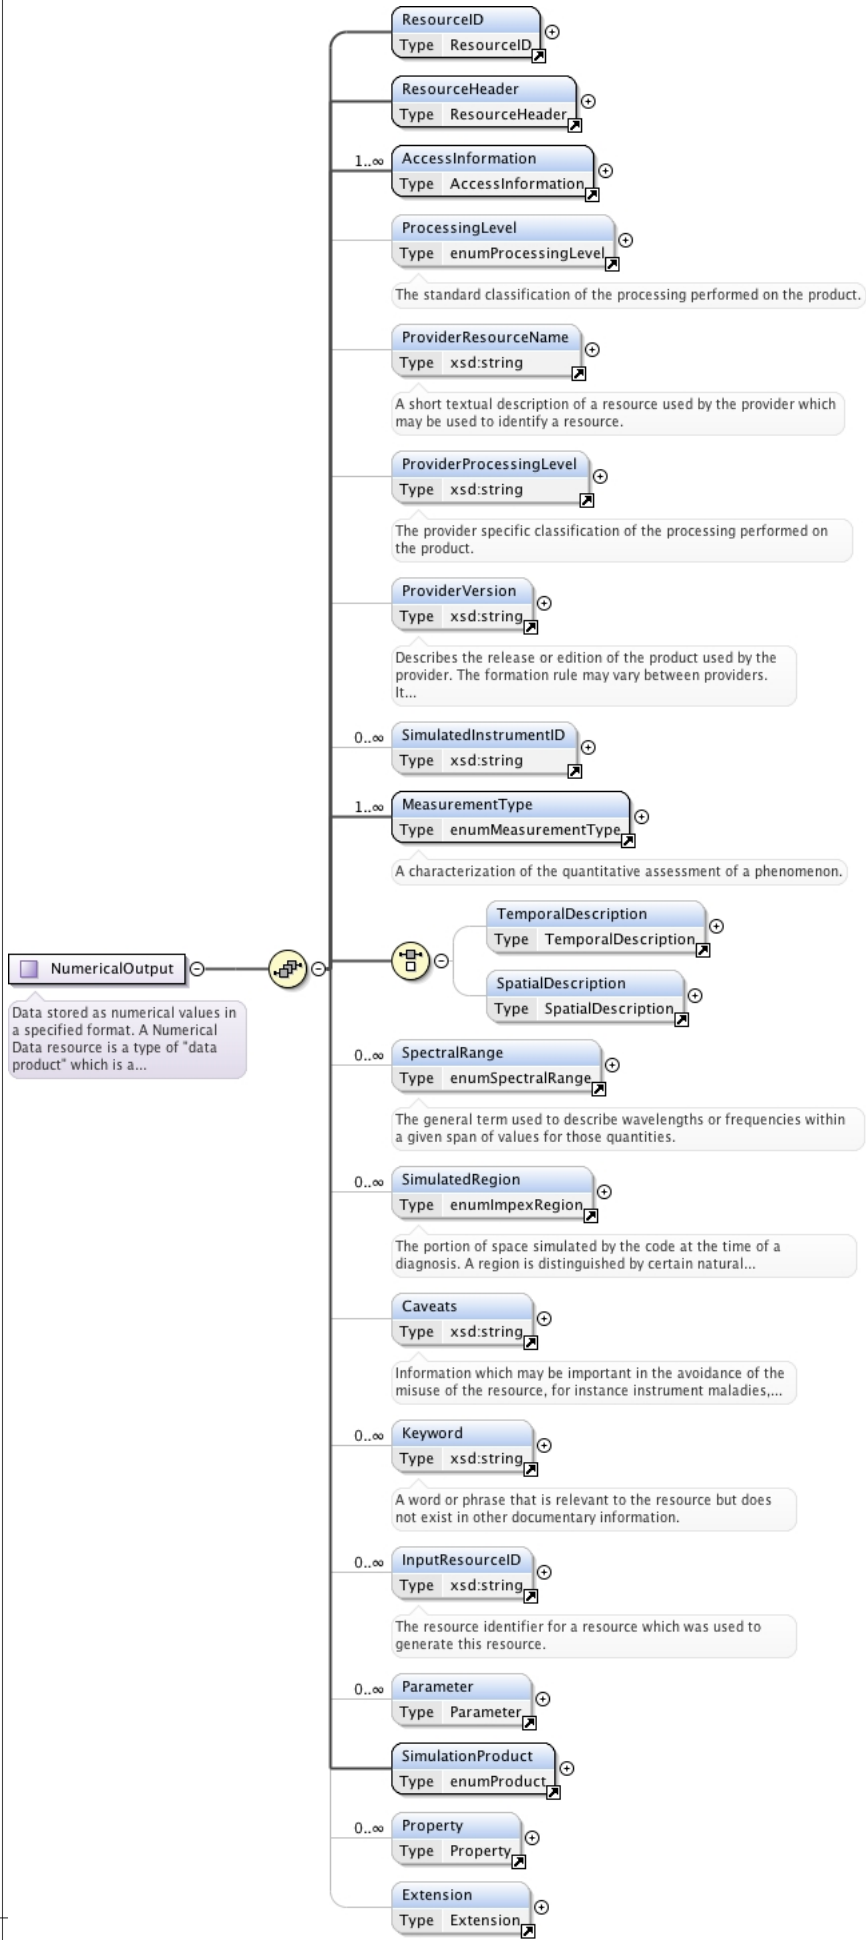 ResourceID
Type ResourceID
ResourceHeader
Type ResourceHeader
1..∞
AccessInformation
Type AccessInformation
ProcessingLevel
Type enumProcessingLevel
The standard classification of the processing performed on the product.
ProviderResourceName
Type xsd:string
A short textual description of a resource used by the provider which
may be used to identify a resource.
ProviderProcessingLevel
Type xsd:string
The provider specific classification of the processing performed on
the product.
ProviderVersion
Type xsd:string
Describes the release or edition of the product used by the
provider. The formation rule may vary between providers.
It...
0..∞
SimulatedInstrumentID
Type xsd:string
1..∞
MeasurementType
Type enumMeasurementType
A characterization of the quantitative assessment of a phenomenon.
TemporalDescription
Type TemporalDescription
NumericalOutput
SpatialDescription
Type SpatialDescription
Data stored as numerical values in
a specified format. A Numerical
Data resource is a type of "data
product" which is a...
0..∞
SpectralRange
Type enumSpectralRange
The general term used to describe wavelengths or frequencies within
a given span of values for those quantities.
0..∞
SimulatedRegion
Type enumImpexRegion
The portion of space simulated by the code at the time of a
diagnosis. A region is distinguished by certain natural...
Caveats
Type xsd:string
Information which may be important in the avoidance of the
misuse of the resource, for instance instrument maladies,...
0..∞
Keyword
Type xsd:string
A word or phrase that is relevant to the resource but does
not exist in other documentary information.
0..∞
InputResourceID
Type xsd:string
The resource identifier for a resource which was used to
generate this resource.
0..∞
Parameter
Type Parameter
SimulationProduct
Type enumProduct
0..∞
Property
Type Property
Extension
Type Extension